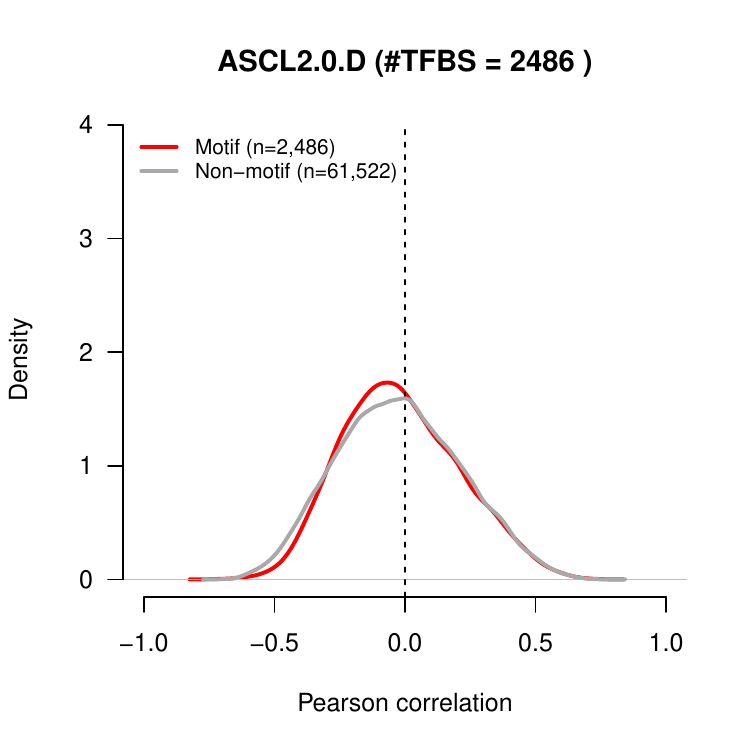 ASCL2.0.D (#TFBS = 2486 )
4
3
2
1
0
Density
Motif (n=2,486)
Non−motif (n=61,522)
−1.0 −0.5 0.0 0.5 1.0
Pearson correlation